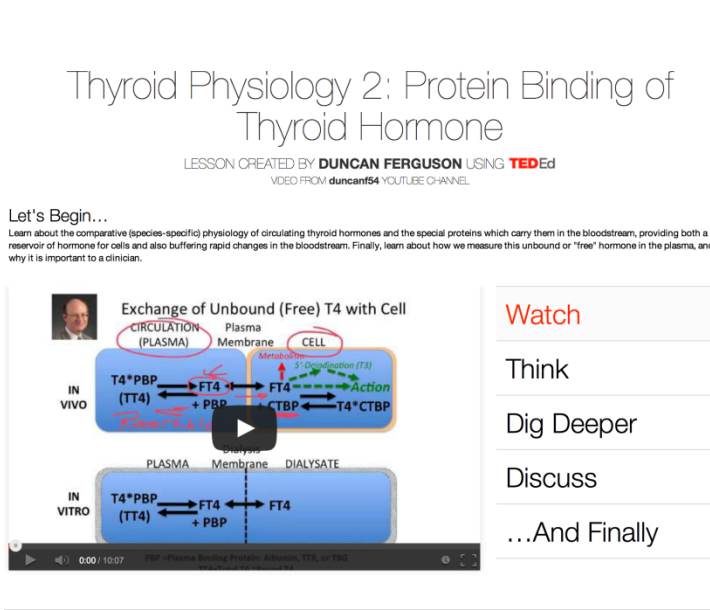 Thyroid Physiology 2: Protein Binding of
Thyroid Hormone
LESSON CREATED BY DUNCAN FERGUSON USING TEDEd
VIDEO FROM duncanf54 YOUTUBE CHANNEL
Let's Begin...
Learn about the comparative (species-specific) physiology of circulating thyroid hormones and the special proteins which carry them in the bloodstream, providing both a
reservoir of hormone for cells and also buffering rapid changes in the bloodstream. Finally, learn about how we measure this unbound or "free" hormone in the plasma, and
why it is important to a clinician.
Exchange of Unbound (Free) T4 with Cell
CIRCULATION
(PLASMA)
Plasma
Membrane
CELL
Metabolism
5'-Deiodination (T3)
IN
VIVO
T4*PBP
(TT4)
FT4
+ PBP
FT4
Action
+ CTBP
T4*CTBP
Dialysis
Membrane
PLASMA
DIALYSATE
IN
VITRO
T4*PBP
(TT4)
FT4
+ PBP
FT4
PBP =Plasma Binding Protein: Albumin, TTR, or TBG
0:00 / 10:07
Watch
Think
Dig Deeper
Discuss
...And Finally